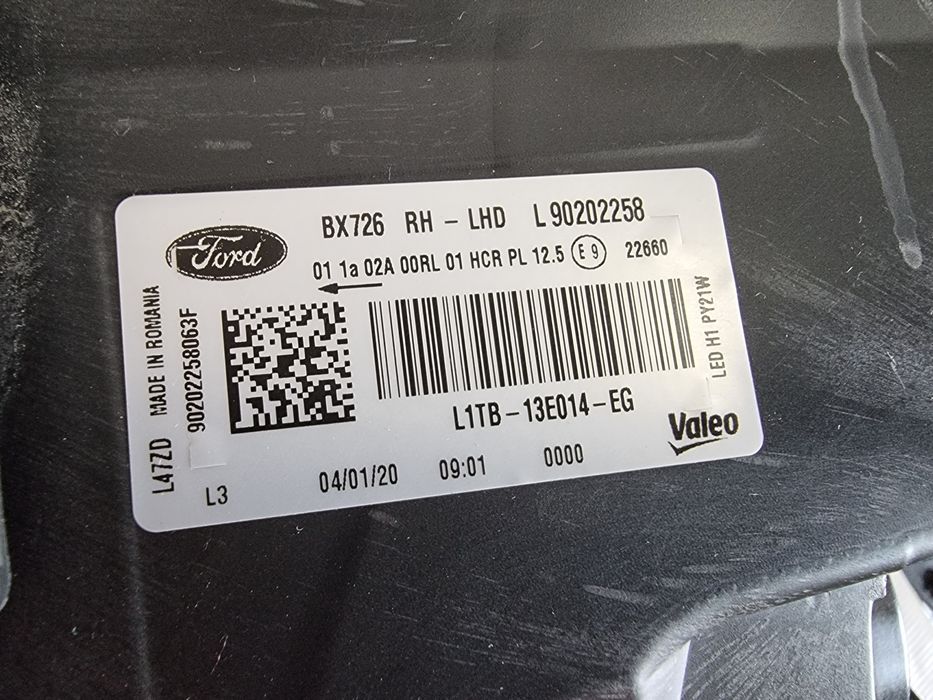 BX726 RH - LHD L 90202258
Ford
01 1a 02A 00RL 01 HCR PL 12.5 E 9 22660
L47ZD MADE IN ROMANIA
90202258063F
LED H1 PY21W
L1TB-13E014-EG
Valeo
L3 04/01/20 09:01 0000